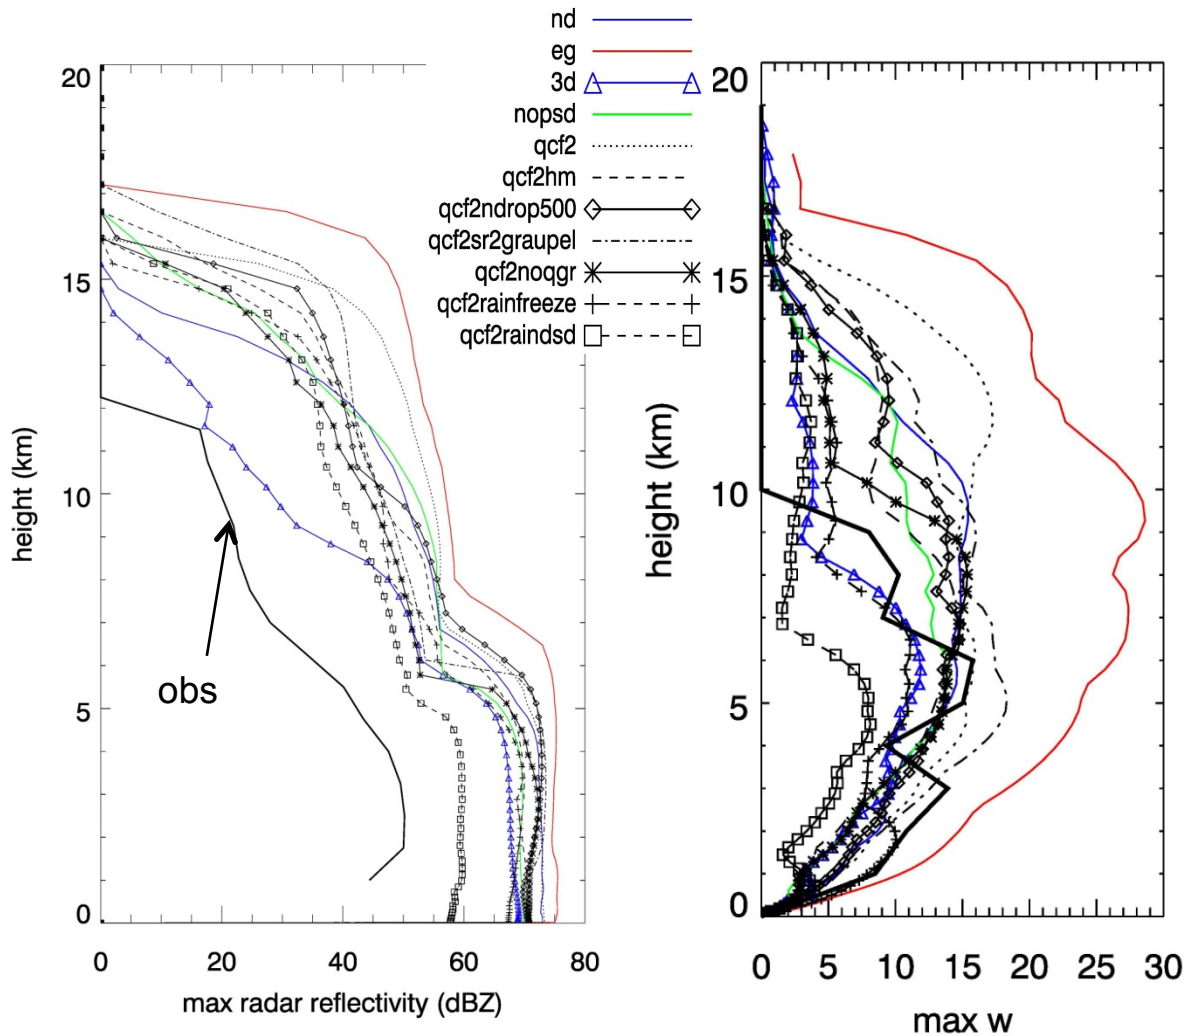 nd
eg
3d
nopsd
qcf2
qcf2hm
qcf2ndrop500
qcf2sr2graupel
qcf2noqgr
qcf2rainfreeze
qcf2raindsd
20
15
10
5
0
height (km)
obs
0 20 40 60 80
max radar reflectivity (dBZ)
20
15
10
5
0
height (km)
0 5 10 15 20 25 30
max w